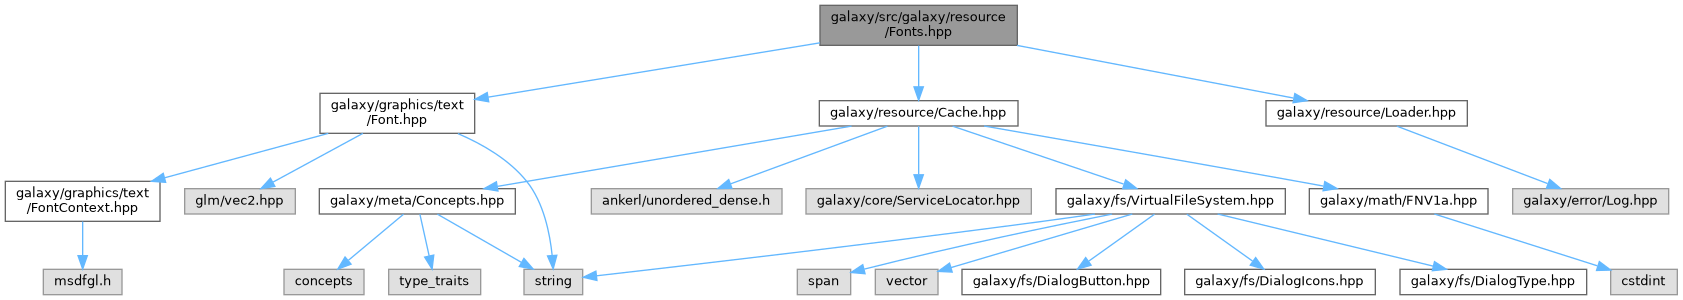 galaxy/src/galaxy/resource
/Fonts.hpp
galaxy/graphics/text
/Font.hpp
galaxy/resource/Cache.hpp
galaxy/resource/Loader.hpp
galaxy/graphics/text
/FontContext.hpp
glm/vec2.hpp
galaxy/meta/Concepts.hpp
ankerl/unordered_dense.h
galaxy/core/ServiceLocator.hpp
galaxy/fs/VirtualFileSystem.hpp
galaxy/math/FNV1a.hpp
galaxy/error/Log.hpp
msdfgl.h
concepts
type_traits
string
span
vector
galaxy/fs/DialogButton.hpp
galaxy/fs/DialogIcons.hpp
galaxy/fs/DialogType.hpp
cstdint